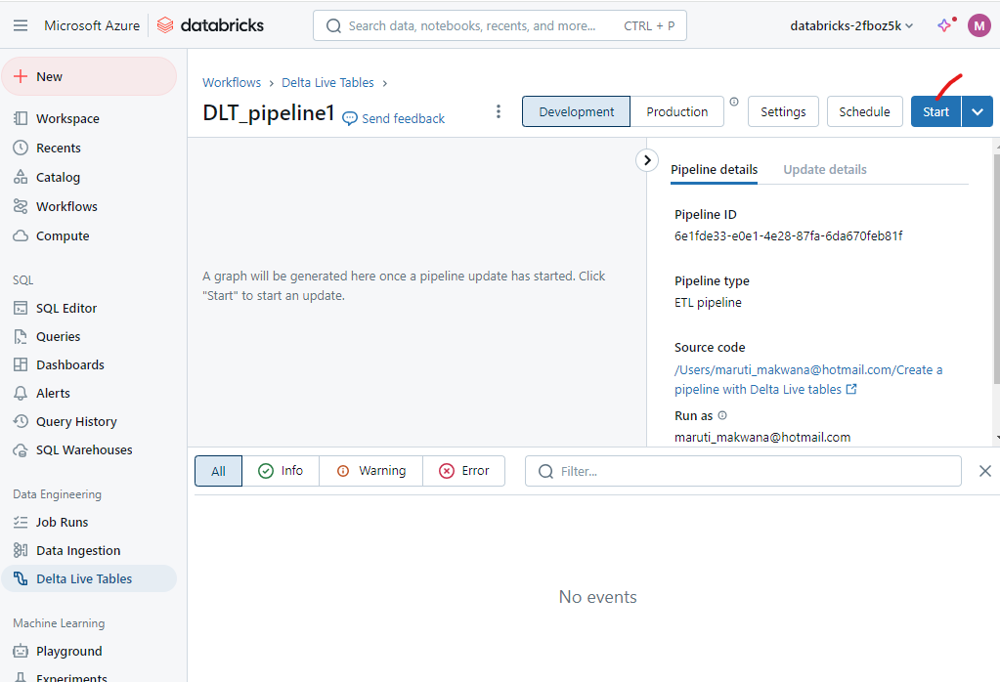 Microsoft Azure databricks Search data, notebooks, recents, and more... CTRL + P databricks-2fboz5k M
New
Workspace
Recents
Catalog
Workflows
Compute
SQL
SQL Editor
Queries
Dashboards
Alerts
Query History
SQL Warehouses
Data Engineering
Job Runs
Data Ingestion
Delta Live Tables
Machine Learning
Playground
Experiments
Workflows > Delta Live Tables >
DLT_pipeline1 Send feedback Development Production Settings Schedule Start
A graph will be generated here once a pipeline update has started. Click
"Start" to start an update.
Pipeline details Update details
Pipeline ID
6e1fde33-e0e1-4e28-87fa-6da670feb81f
Pipeline type
ETL pipeline
Source code
/Users/maruti_makwana@hotmail.com/Create a
pipeline with Delta Live tables
Run as
maruti_makwana@hotmail.com
All Info Warning Error Filter...
No events